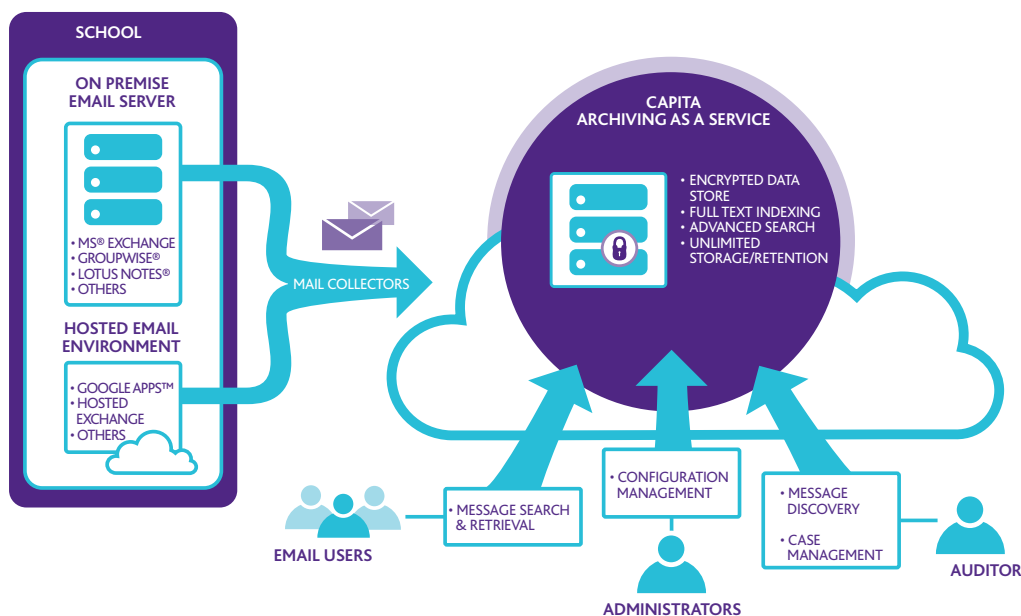 SCHOOL
ON PREMISE
EMAIL SERVER
• MS® EXCHANGE
• GROUPWISE®
• LOTUS NOTES®
• OTHERS
HOSTED EMAIL
ENVIRONMENT
• GOOGLE APPS™
• HOSTED
EXCHANGE
• OTHERS
MAIL COLLECTORS
CAPITA
ARCHIVING AS A SERVICE
• ENCRYPTED DATA
STORE
• FULL TEXT INDEXING
• ADVANCED SEARCH
• UNLIMITED
STORAGE/RETENTION
EMAIL USERS
• MESSAGE SEARCH
& RETRIEVAL
• CONFIGURATION
MANAGEMENT
ADMINISTRATORS
• MESSAGE
DISCOVERY
• CASE
MANAGEMENT
AUDITOR